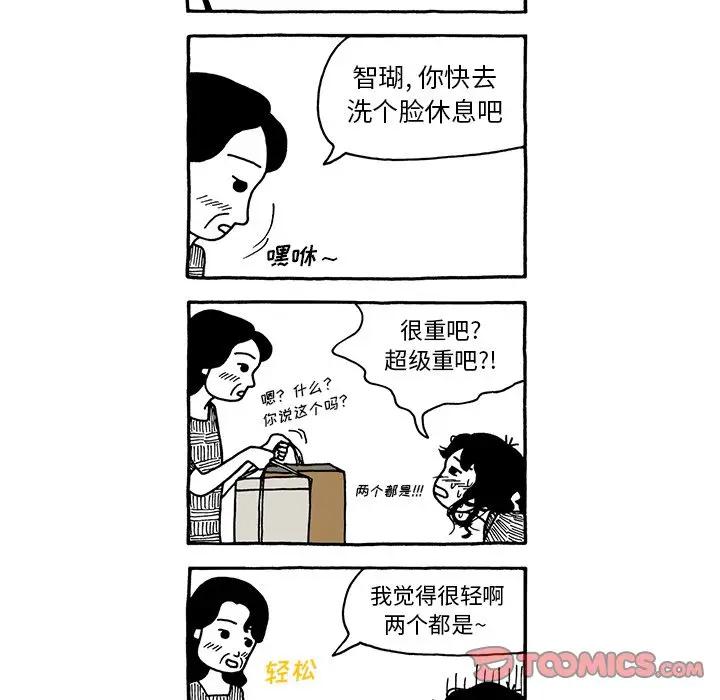 智瑚, 你快去
洗个脸休息吧
嘿咻~
很重吧?
超级重吧?!
嗯? 什么?
你说这个吗?
两个都是!!!
我觉得很轻啊
两个都是~
轻松
TOOMICS.COM